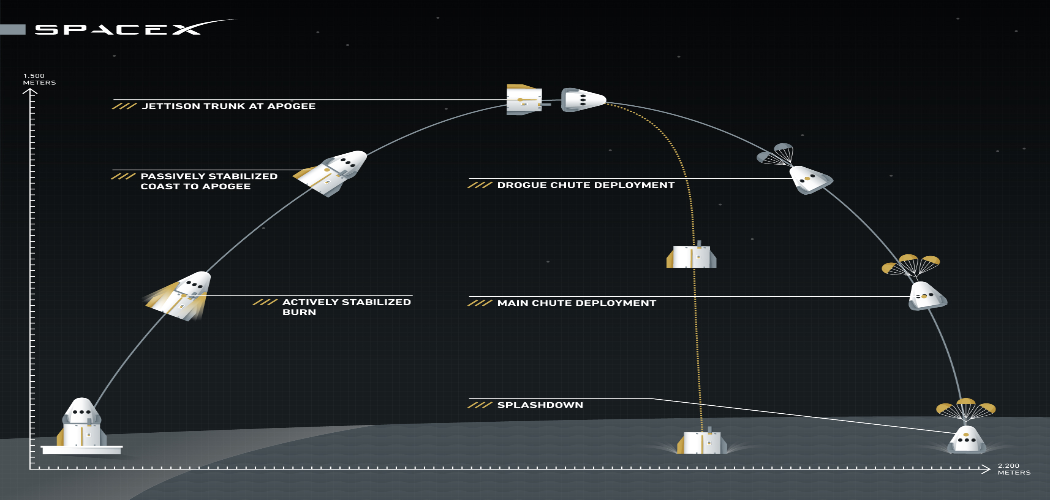 SPACEX
1,500
METERS
JETTISON TRUNK AT APOGEE
PASSIVELY STABILIZED
COAST TO APOGEE
DROGUE CHUTE DEPLOYMENT
ACTIVELY STABILIZED
BURN
MAIN CHUTE DEPLOYMENT
SPLASHDOWN
2,200
METERS